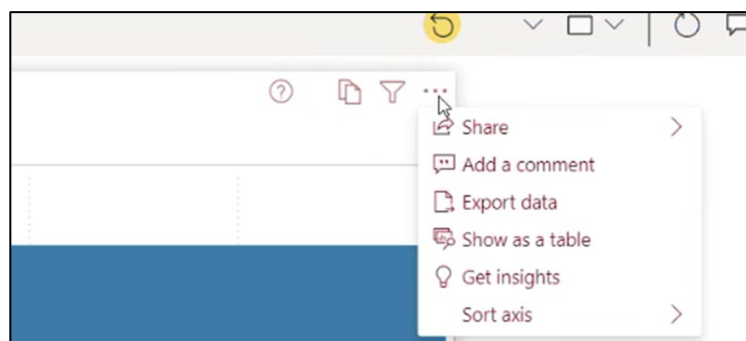 Share
Add a comment
Export data
Show as a table
Get insights
Sort axis